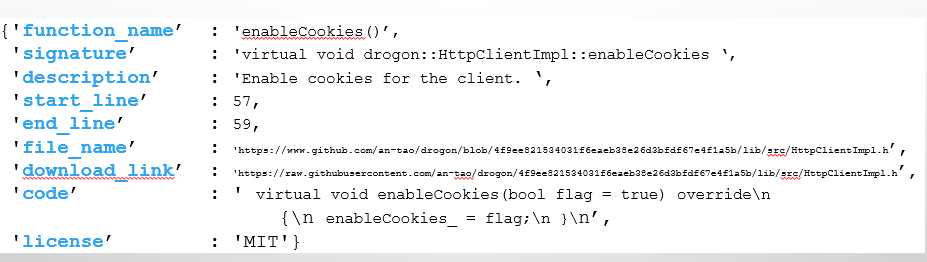 {'function_name’ : 'enableCookies()’,
'signature’ : 'virtual void drogon::HttpClientImpl::enableCookies ‘,
'description’ : 'Enable cookies for the client. ‘,
'start_line’ : 57,
'end_line’ : 59,
'file_name’ : 'https://www.github.com/an-tao/drogon/blob/4f9ee821534031f6eaeb38e26d3bfdf67e4f1a5b/lib/src/HttpClientImpl.h’,
'download_link’ : 'https://raw.githubusercontent.com/an-tao/drogon/4f9ee821534031f6eaeb38e26d3bfdf67e4f1a5b/lib/src/HttpClientImpl.h’,
'code’ : ' virtual void enableCookies(bool flag = true) override\n
{\n enableCookies_ = flag;\n }\n’,
'license’ : 'MIT'}